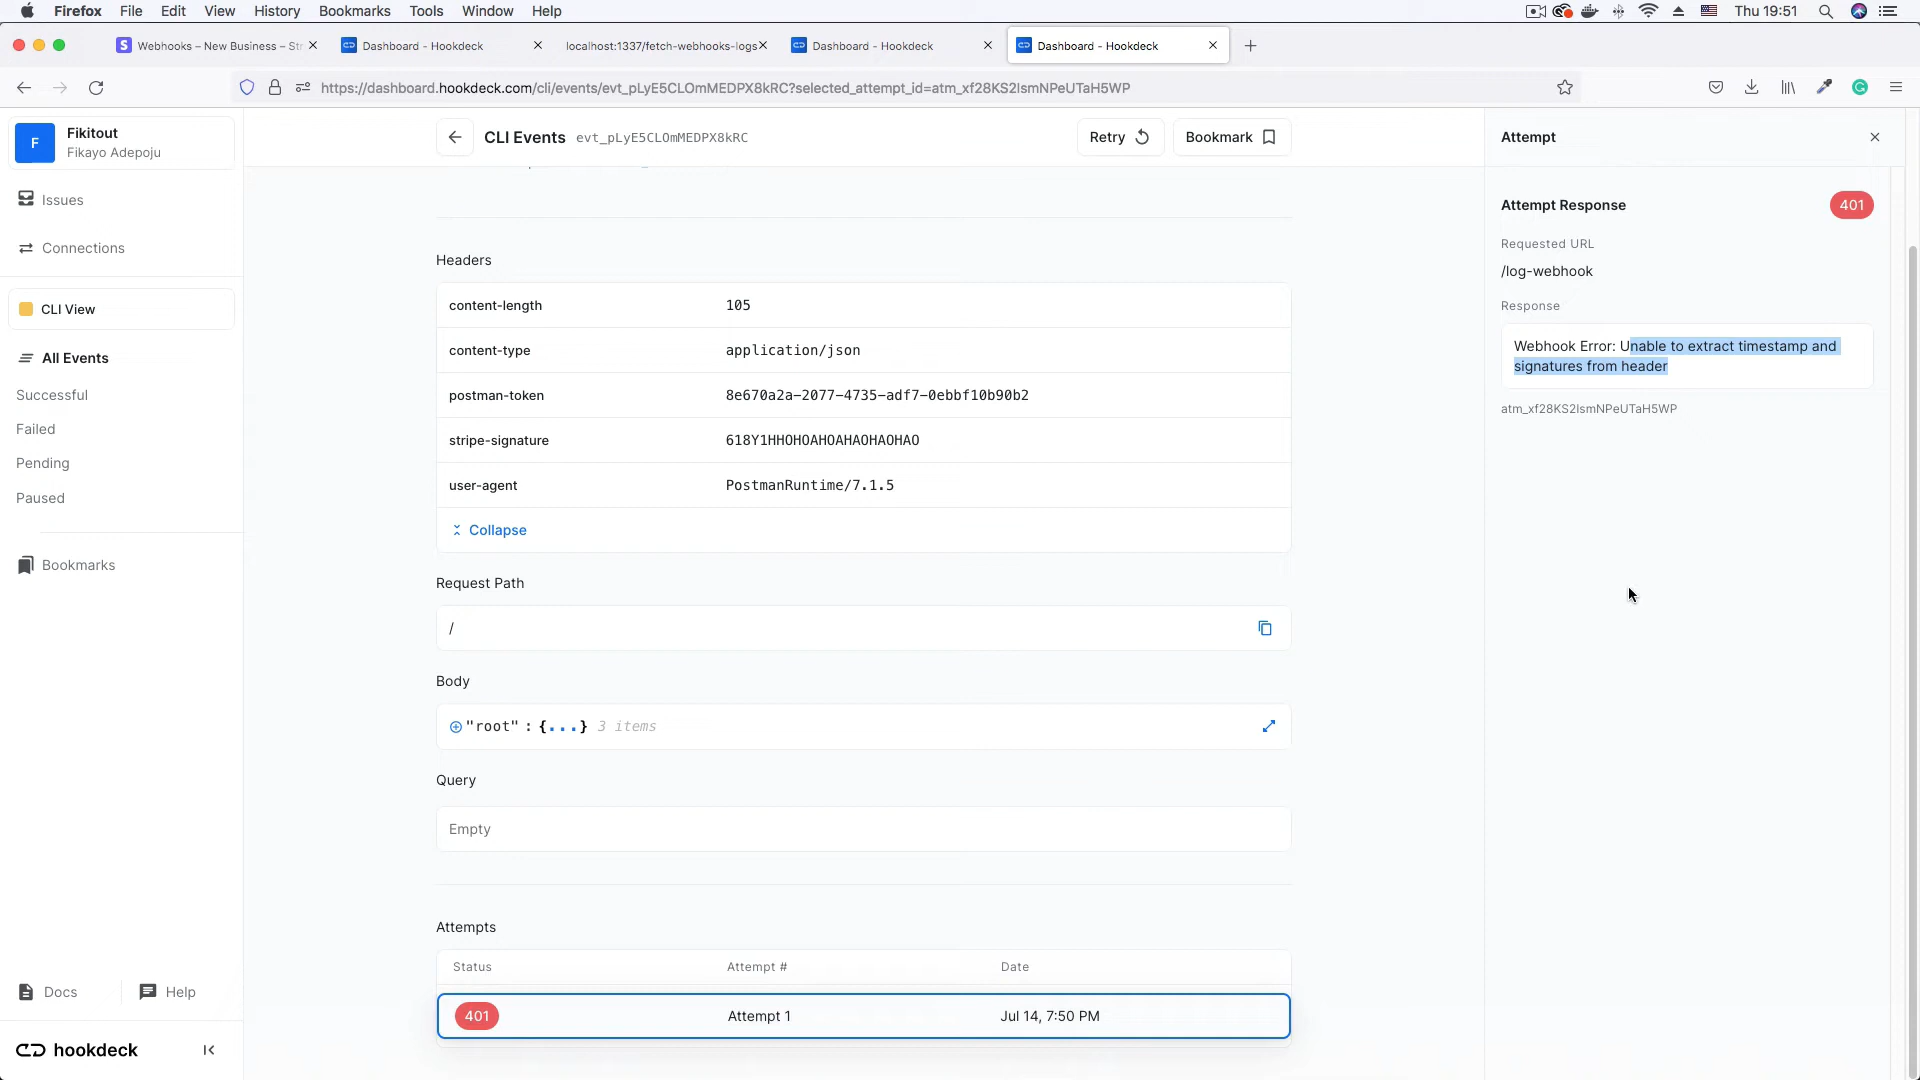 Firefox File Edit View History Bookmarks Tools Window Help
Thu 19:51
Webhooks – New Business – Str
Dashboard - Hookdeck
localhost:1337/fetch-webhooks-logs
Dashboard - Hookdeck
Dashboard - Hookdeck
https://dashboard.hookdeck.com/cli/events/evt_pLyE5CLOmMEDPX8kRC?selected_attempt_id=atm_xf28KS2lsmNPeUTaH5WP
F
Fikitout
Fikayo Adepoju
Issues
Connections
CLI View
All Events
Successful
Failed
Pending
Paused
Bookmarks
Docs
Help
hookdeck
CLI Events evt_pLyE5CLOmMEDPX8kRC
Retry
Bookmark
Headers
content-length 105
content-type application/json
postman-token 8e670a2a-2077-4735-adf7-0ebbf10b90b2
stripe-signature 618Y1HHOHOAHOAHAOHAOHAO
user-agent PostmanRuntime/7.1.5
Collapse
Request Path
/
Body
"root" : {...} 3 items
Query
Empty
Attempts
Status Attempt # Date
401 Attempt 1 Jul 14, 7:50 PM
Attempt
Attempt Response 401
Requested URL
/log-webhook
Response
Webhook Error: Unable to extract timestamp and
signatures from header
atm_xf28KS2lsmNPeUTaH5WP